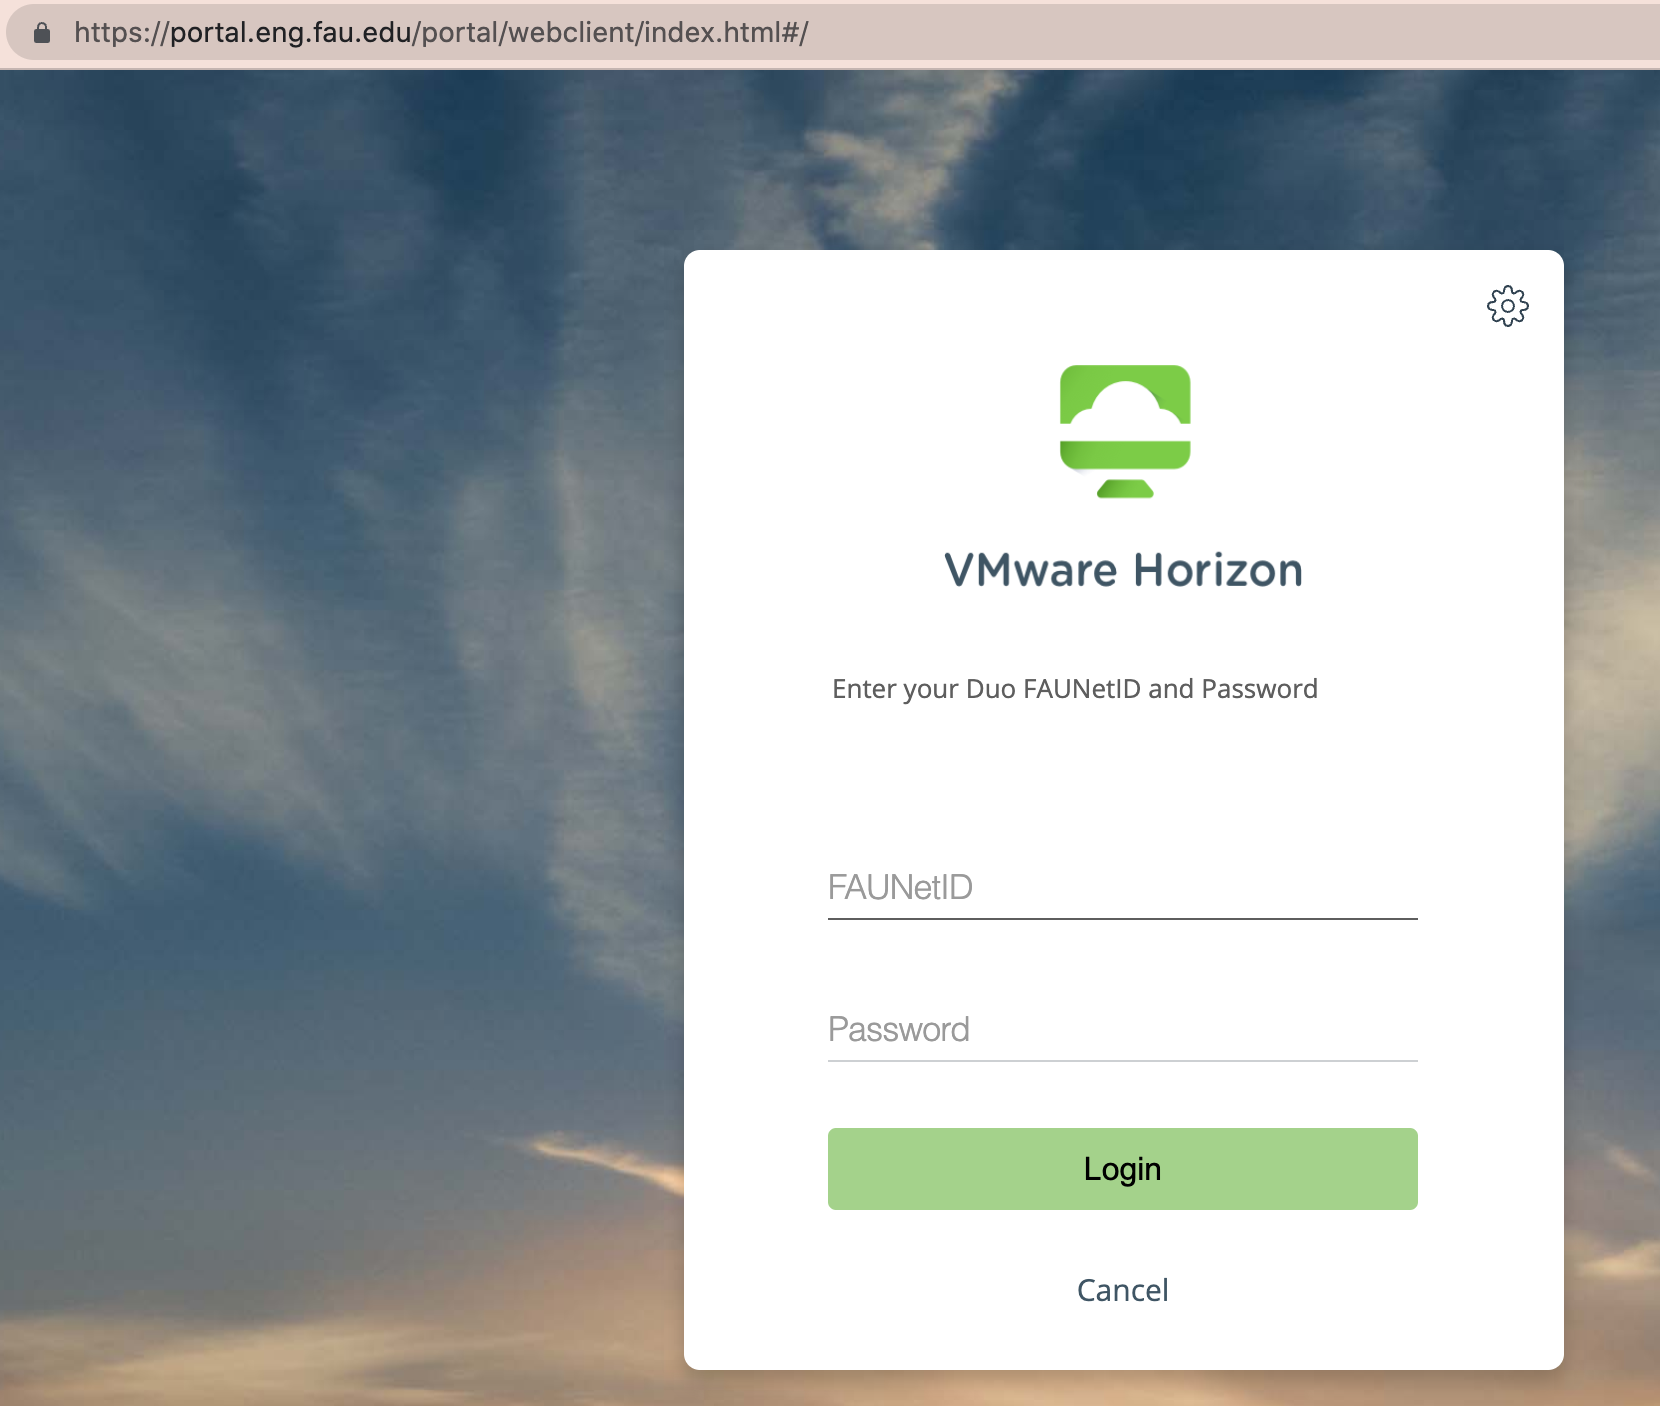 https://portal.eng.fau.edu/portal/webclient/index.html#/
VMware Horizon
Enter your Duo FAUNetID and Password
FAUNetID
Password
Login
Cancel